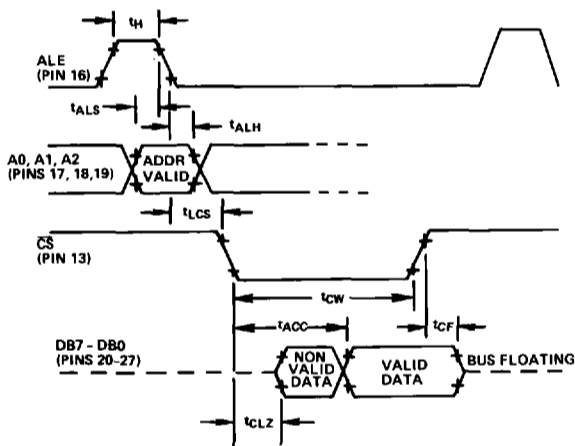 tH
ALE
(PIN 16)
tALS
tALH
A0, A1, A2
(PINS 17, 18,19)
ADDR
VALID
tLCS
CS
(PIN 13)
tCW
tACC
tCF
DB7 - DB0
(PINS 20-27)
NON
VALID
DATA
VALID
DATA
BUS FLOATING
tCLZ